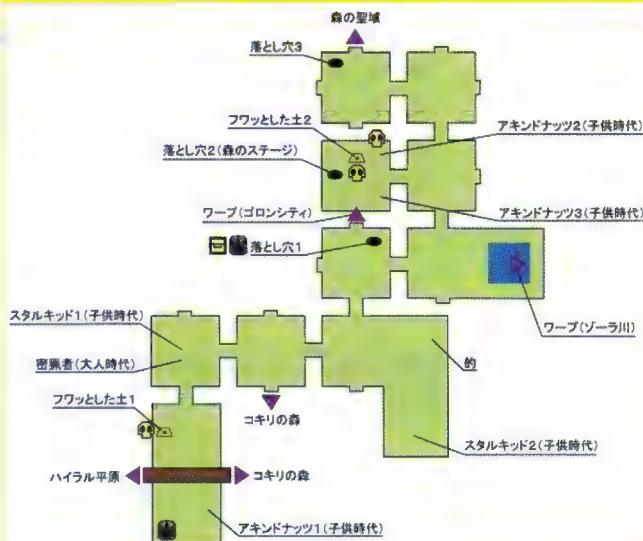 森の聖域
落とし穴3
フワッとした土2
アキンドナッツ2(子供時代)
落とし穴2(森のステージ)
ワープ(ゴロンシティ)
アキンドナッツ3(子供時代)
落とし穴1
ワープ(ゾーラ川)
スタルキッド1(子供時代)
的
密猟者(大人時代)
フワッとした土1
コキリの森
スタルキッド2(子供時代)
ハイラル平原
コキリの森
アキンドナッツ1(子供時代)